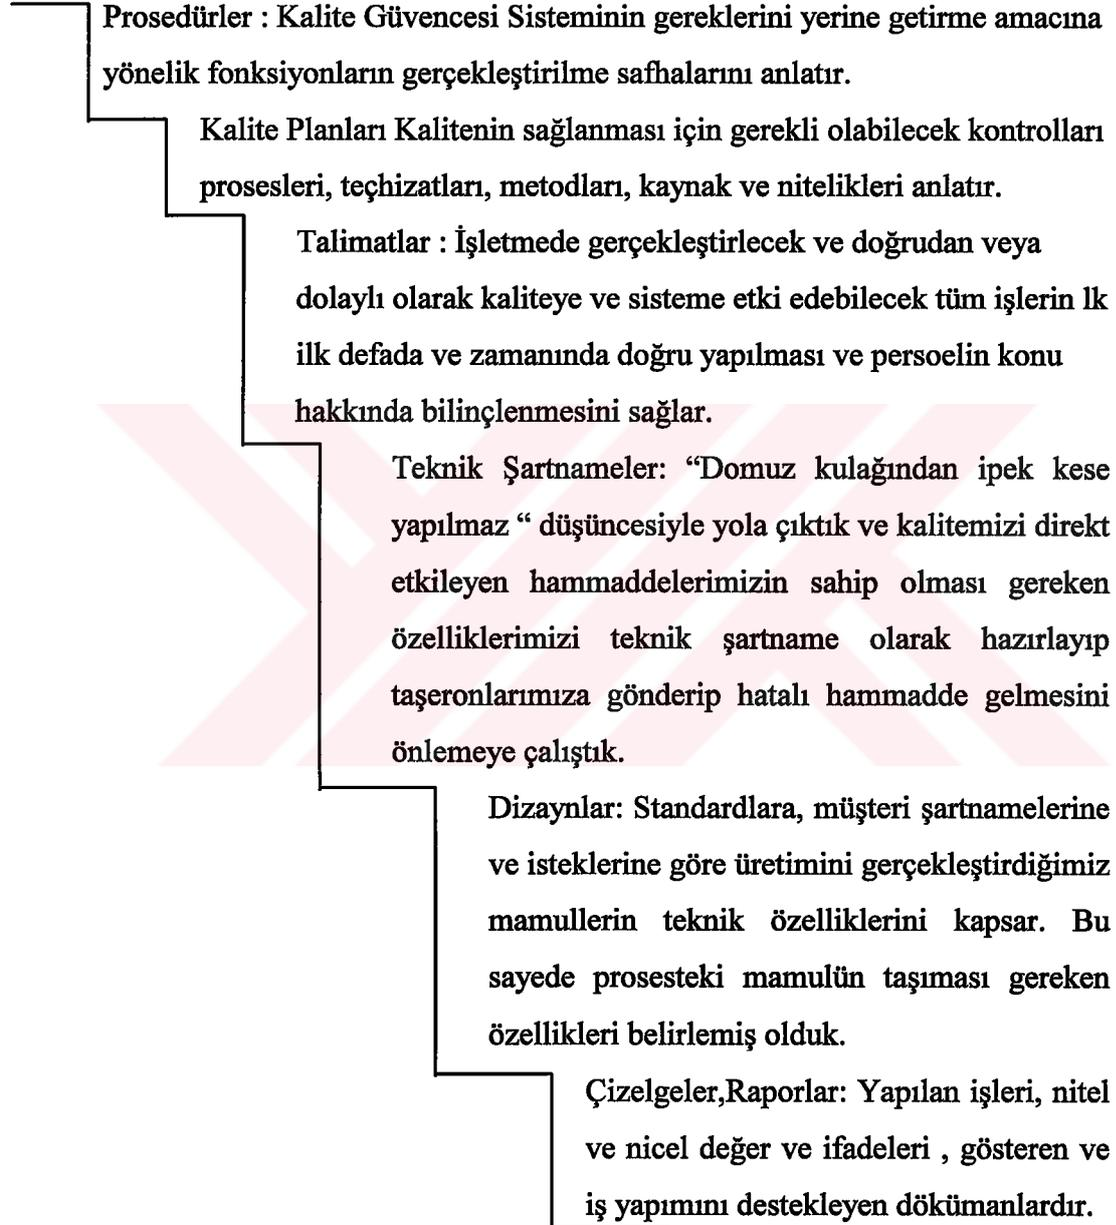 Prosedürler : Kalite Güvencesi Sisteminin gereklerini yerine getirme amacına
yönelik fonksiyonların gerçekleştirilme safhalarını anlatır.
Kalite Planları Kalitenin sağlanması için gerekli olabilecek kontrolları
prosesleri, teçhizatları, metodları, kaynak ve nitelikleri anlatır.
Talimatlar : İşletmede gerçekleştirlecek ve doğrudan veya
dolaylı olarak kaliteye ve sisteme etki edebilecek tüm işlerin lk
ilk defada ve zamanında doğru yapılması ve persoelin konu
hakkında bilinçlenmesini sağlar.
Teknik Şartnameler: “Domuz kulağından ipek kese
yapılmaz “ düşüncesiyle yola çıktık ve kalitemizi direkt
etkileyen hammaddelerimizin sahip olması gereken
özelliklerimizi teknik şartname olarak hazırlayıp
taşeronlarımıza gönderip hatalı hammadde gelmesini
önlemeye çalıştık.
Dizaynlar: Standardlara, müşteri şartnamelerine
ve isteklerine göre üretimini gerçekleştirdiğimiz
mamullerin teknik özelliklerini kapsar. Bu
sayede prosesteki mamulün taşıması gereken
özellikleri belirlemiş olduk.
Çizelgeler,Raporlar: Yapılan işleri, nitel
ve nicel değer ve ifadeleri , gösteren ve
iş yapımını destekleyen dökümanlardır.